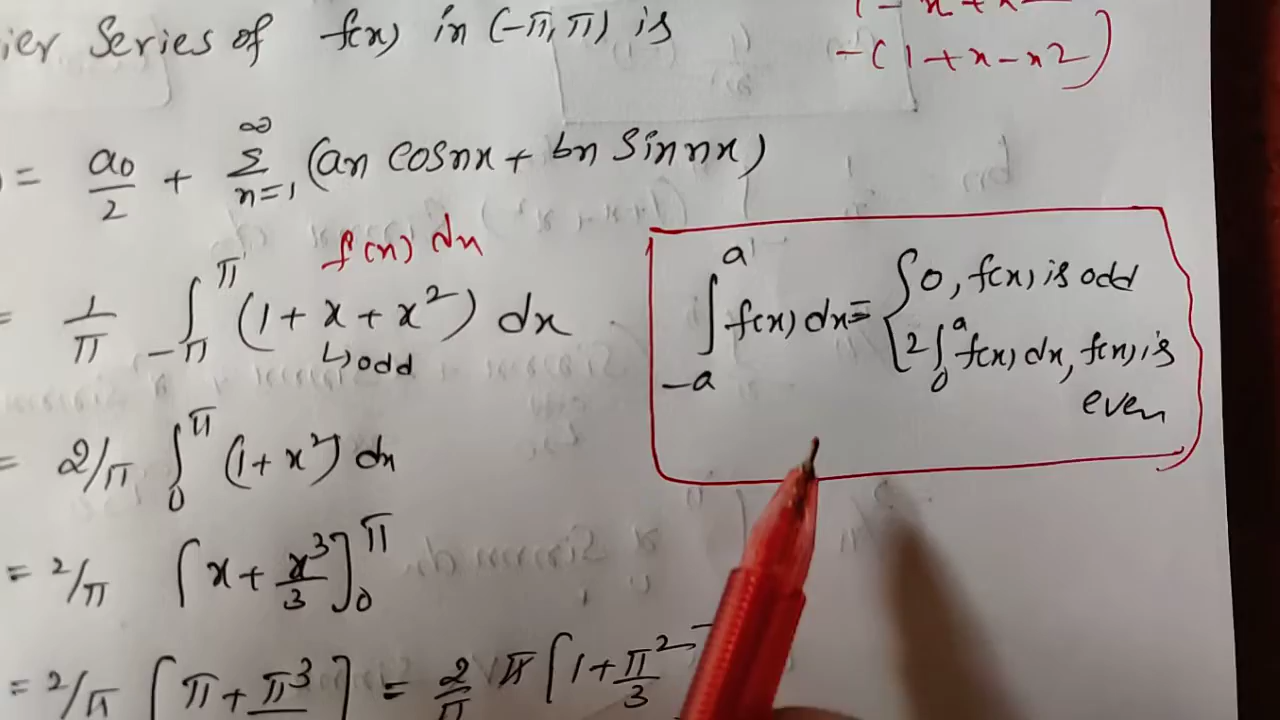 ier Series of f(x) in (-π, π) is
1 - x + x
-(1+x-x2)
= a0/2 + ∞ Σ n=1 (an cosnx + bn Sinnx)
f(x) dx
= 1/π ∫ -π π (1 + x + x²) dx
↳odd
= 2/π ∫ 0 π (1+x²) dx
= 2/π [x + x³/3] 0 π
= 2/π [π + π³ ] = 2/π π [1 + π²/3
∫ -a a f(x) dx = { 0, f(x) is odd
2 ∫ 0 a f(x) dx, f(x) is
even